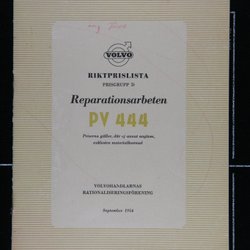 VOLVO
RIKTPRISLISTA
PRISGRUPP D
Reparationsarbeten
PV 444
Priserna gäller, där ej annat angives,
exklusive materialkostnad
VOLVOHANDLARNAS
RATIONALISERINGSFÖRENING
September 1954